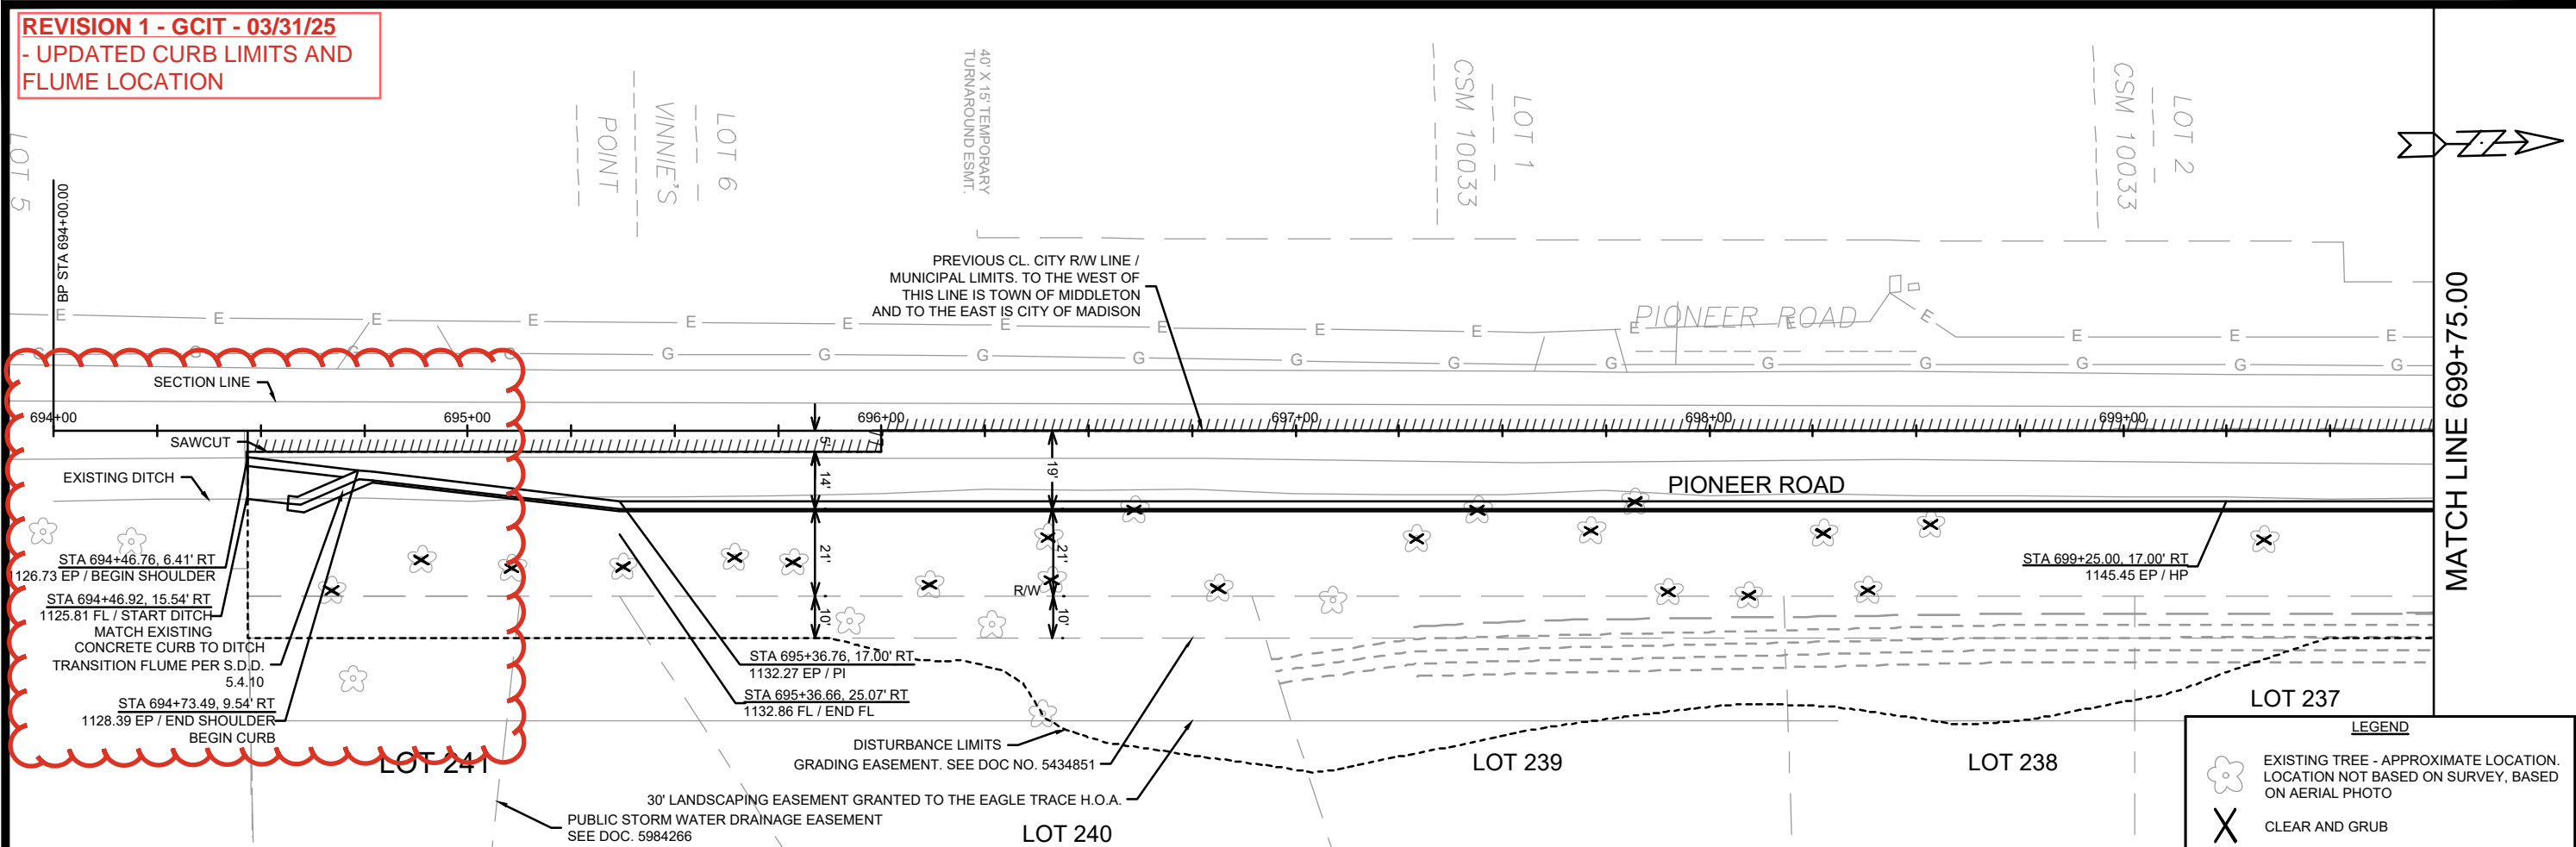 REVISION 1 - GCIT - 03/31/25
- UPDATED CURB LIMITS AND
FLUME LOCATION
LOT 5
BP STA 694+00.00
VINNIE'S
POINT
LOT 6
40' X 15' TEMPORARY
TURNAROUND ESMT.
CSM 10033
LOT 1
CSM 10033
LOT 2
PREVIOUS CL. CITY R/W LINE /
MUNICIPAL LIMITS. TO THE WEST OF
THIS LINE IS TOWN OF MIDDLETON
AND TO THE EAST IS CITY OF MADISON
PIONEER ROAD
E E E E E E E E E E E E E E E E
G G G G G G G G G G G G G G G G
SECTION LINE
694+00 695+00 696+00 697+00 698+00 699+00
SAWCUT
EXISTING DITCH
5'
14'
21'
10'
19'
21'
10'
R/W
PIONEER ROAD
MATCH LINE 699+75.00
STA 694+46.76, 6.41' RT
1126.73 EP / BEGIN SHOULDER
STA 694+46.92, 15.54' RT
1125.81 FL / START DITCH
MATCH EXISTING
CONCRETE CURB TO DITCH
TRANSITION FLUME PER S.D.D.
5.4.10
STA 694+73.49, 9.54' RT
1128.39 EP / END SHOULDER
BEGIN CURB
STA 695+36.76, 17.00' RT
1132.27 EP / PI
STA 695+36.66, 25.07' RT
1132.86 FL / END FL
STA 699+25.00, 17.00' RT
1145.45 EP / HP
DISTURBANCE LIMITS
GRADING EASEMENT. SEE DOC NO. 5434851
30' LANDSCAPING EASEMENT GRANTED TO THE EAGLE TRACE H.O.A.
PUBLIC STORM WATER DRAINAGE EASEMENT
SEE DOC. 5984266
LOT 241
LOT 240
LOT 239
LOT 238
LOT 237
LEGEND
EXISTING TREE - APPROXIMATE LOCATION.
LOCATION NOT BASED ON SURVEY, BASED
ON AERIAL PHOTO
CLEAR AND GRUB